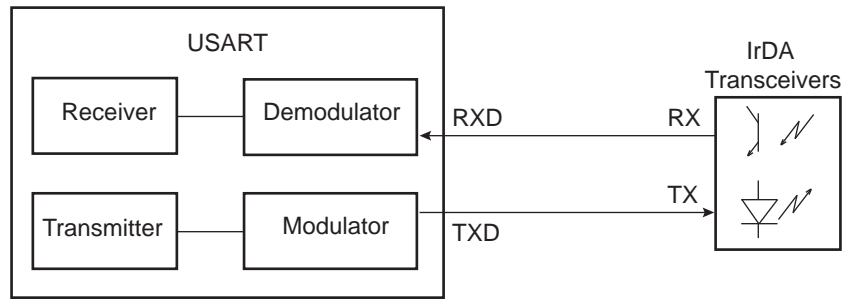 USART
IrDA
Transceivers
Receiver
Demodulator
RXD
RX
Transmitter
Modulator
TXD
TX